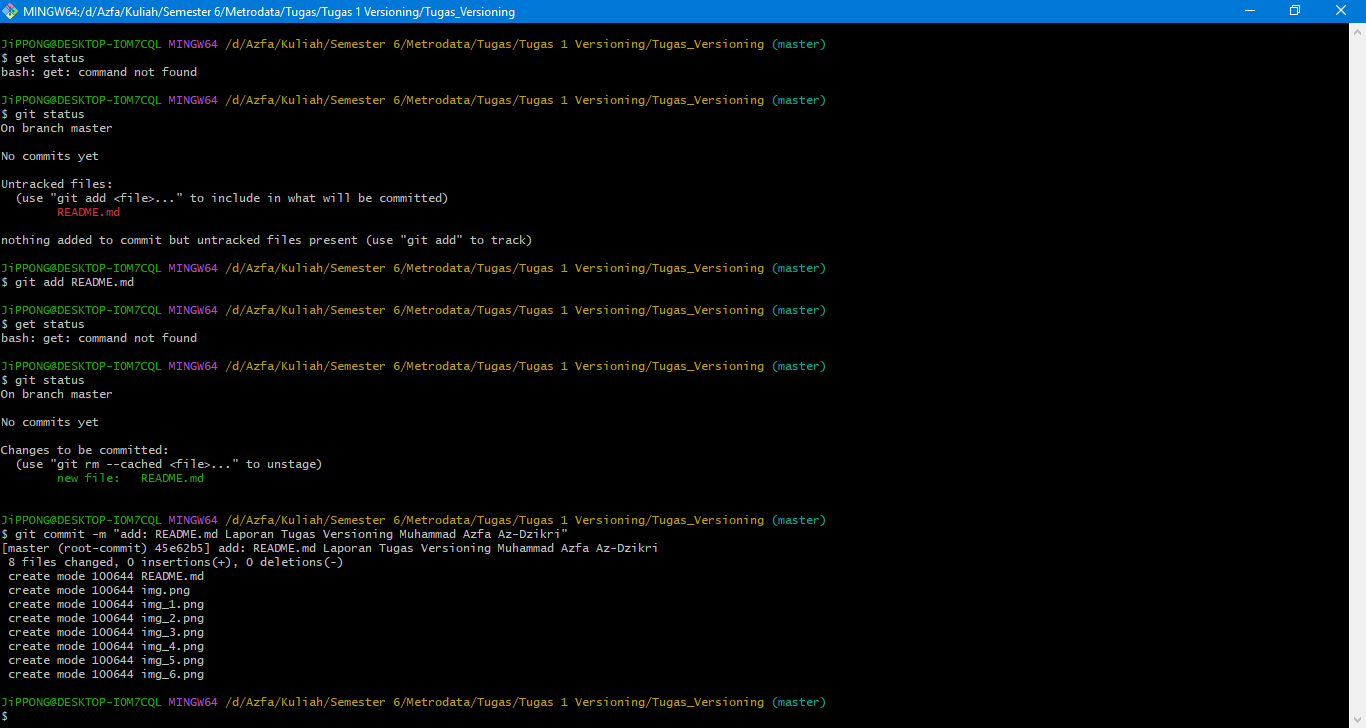 MINGW64:/d/Azfa/Kuliah/Semester 6/Metrodata/Tugas/Tugas 1 Versioning/Tugas_Versioning
JiPPONG@DESKTOP-IOM7CQL MINGW64 /d/Azfa/Kuliah/Semester 6/Metrodata/Tugas/Tugas 1 Versioning/Tugas_Versioning (master)
$ get status
bash: get: command not found
JiPPONG@DESKTOP-IOM7CQL MINGW64 /d/Azfa/Kuliah/Semester 6/Metrodata/Tugas/Tugas 1 Versioning/Tugas_Versioning (master)
$ git status
On branch master
No commits yet
Untracked files:
  (use "git add <file>..." to include in what will be committed)
        README.md
nothing added to commit but untracked files present (use "git add" to track)
JiPPONG@DESKTOP-IOM7CQL MINGW64 /d/Azfa/Kuliah/Semester 6/Metrodata/Tugas/Tugas 1 Versioning/Tugas_Versioning (master)
$ git add README.md
JiPPONG@DESKTOP-IOM7CQL MINGW64 /d/Azfa/Kuliah/Semester 6/Metrodata/Tugas/Tugas 1 Versioning/Tugas_Versioning (master)
$ get status
bash: get: command not found
JiPPONG@DESKTOP-IOM7CQL MINGW64 /d/Azfa/Kuliah/Semester 6/Metrodata/Tugas/Tugas 1 Versioning/Tugas_Versioning (master)
$ git status
On branch master
No commits yet
Changes to be committed:
  (use "git rm --cached <file>..." to unstage)
        new file:   README.md
JiPPONG@DESKTOP-IOM7CQL MINGW64 /d/Azfa/Kuliah/Semester 6/Metrodata/Tugas/Tugas 1 Versioning/Tugas_Versioning (master)
$ git commit -m "add: README.md Laporan Tugas Versioning Muhammad Azfa Az-Dzikri"
[master (root-commit) 45e62b5] add: README.md Laporan Tugas Versioning Muhammad Azfa Az-Dzikri
 8 files changed, 0 insertions(+), 0 deletions(-)
 create mode 100644 README.md
 create mode 100644 img.png
 create mode 100644 img_1.png
 create mode 100644 img_2.png
 create mode 100644 img_3.png
 create mode 100644 img_4.png
 create mode 100644 img_5.png
 create mode 100644 img_6.png
JiPPONG@DESKTOP-IOM7CQL MINGW64 /d/Azfa/Kuliah/Semester 6/Metrodata/Tugas/Tugas 1 Versioning/Tugas_Versioning (master)
$